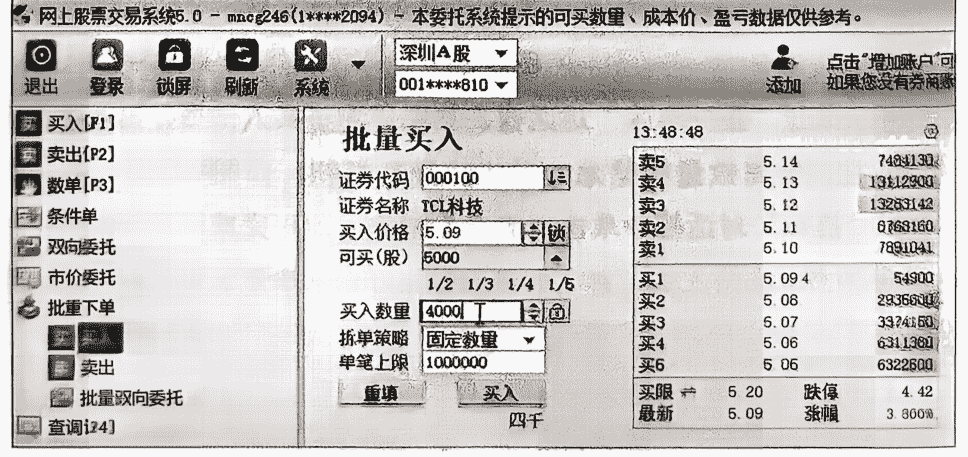 网上股票交易系统5.0 - mncg246(1****2094) - 本委托系统提示的可买数量、成本价、盈亏数据仅供参考。
退出 登录 锁屏 刷新 系统
深圳A股
001****810
添加
点击"增加账户"可
如果您没有券商账
买入[F1]
卖出[P2]
数单[P3]
条件单
双向委托
市价委托
批重下单
买入
卖出
批量双向委托
批量买入
证券代码 000100
证券名称 TCL科技
买入价格 5.09 锁
可买(股) 5000
1/2 1/3 1/4 1/5
买入数量 4000
拆单策略 固定数量
单笔上限 1000000
重填 买入
四千
13:48:48
卖5 5.14 7484130
卖4 5.13 13112900
卖3 5.12 13283142
卖2 5.11
卖1 5.10 7891041
买1 5.09 4 54900
买2 5.08
买3 5.07
买4 5.06
买5 5 06
买限 5 20 跌停 4.42
最新 5.09 涨幅